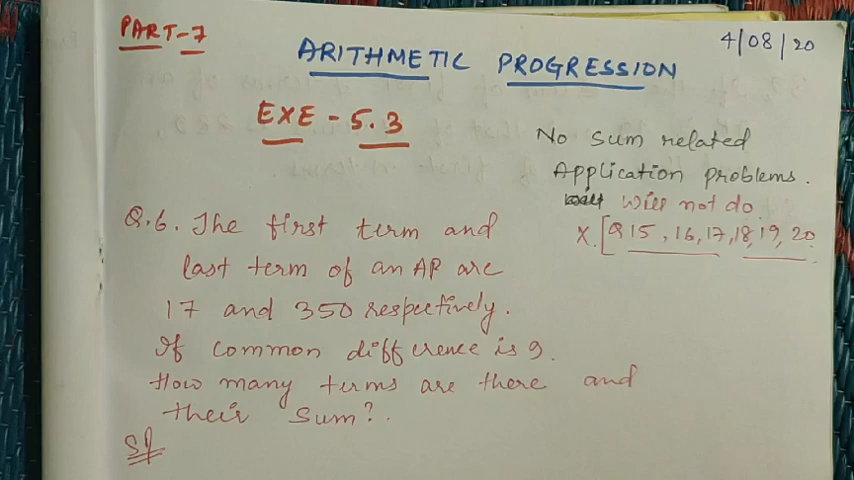 PART-7
4/08/20
ARITHMETIC PROGRESSION
EXE - 5.3
No sum related
Application problems.
will not do
X. [Q 15, 16, 17, 18, 19, 20
Q.6. The first term and
last term of an AP are
17 and 350 respectively.
If common difference is 9.
How many terms are there and
their sum?.
Sol